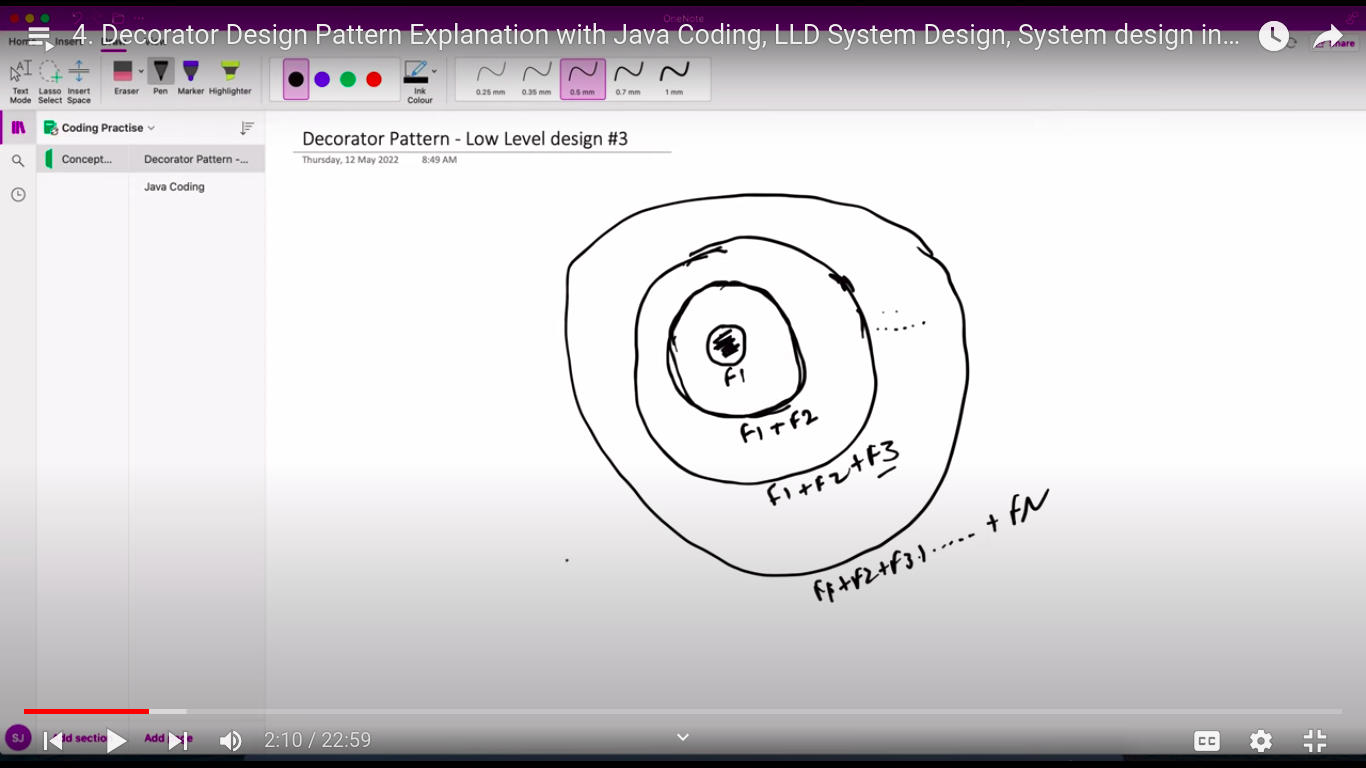 OneNote
4. Decorator Design Pattern Explanation with Java Coding, LLD System Design, System design in...
Home Insert
Share
Text Mode
Lasso Select
Insert Space
Eraser
Pen
Marker
Highlighter
Ink Colour
0.25 mm
0.35 mm
0.5 mm
0.7 mm
1 mm
Coding Practise
Concept...
Decorator Pattern -...
Java Coding
Decorator Pattern - Low Level design #3
Thursday, 12 May 2022 8:49 AM
F1
F1 + F2
F1 + F2 + F3
F1 + F2 + F3 ...... + FN
SJ
Add section
Add page
2:10 / 22:59
CC